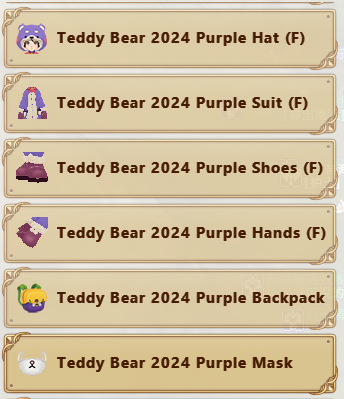 Teddy Bear 2024 Purple Hat (F)
Teddy Bear 2024 Purple Suit (F)
Teddy Bear 2024 Purple Shoes (F)
Teddy Bear 2024 Purple Hands (F)
Teddy Bear 2024 Purple Backpack
Teddy Bear 2024 Purple Mask